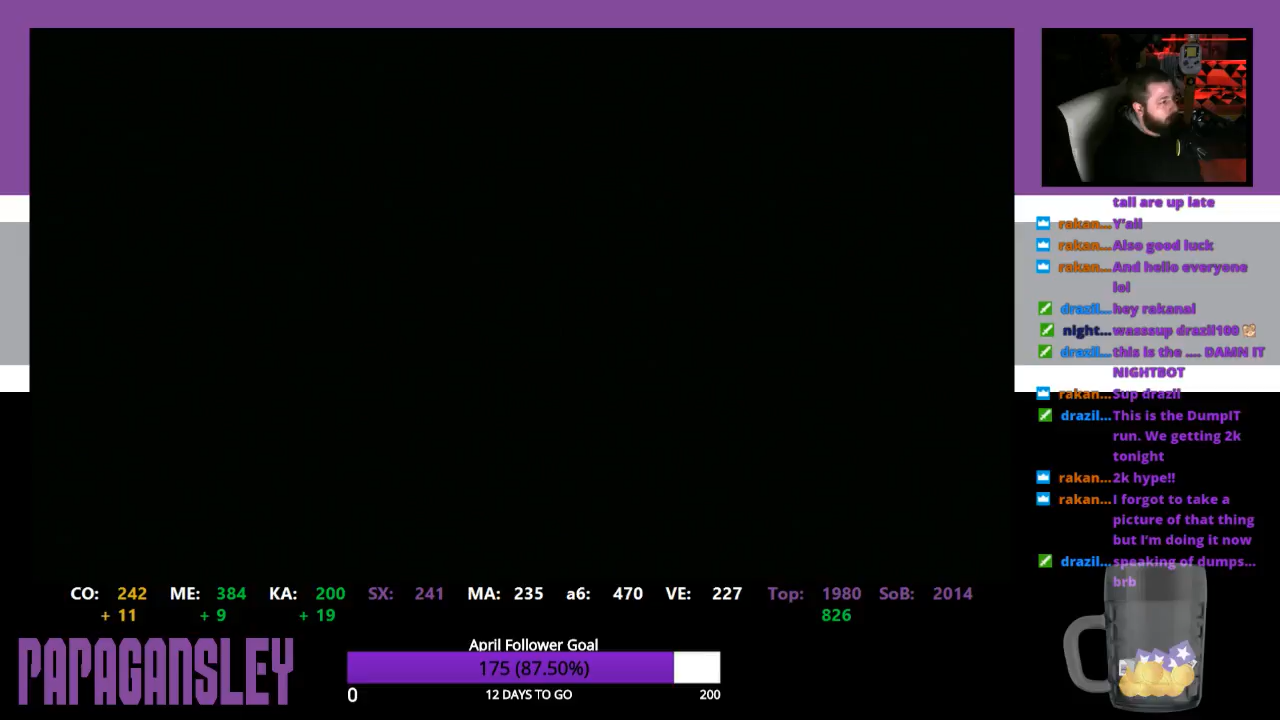 tall are up late
rakan... Y'all
rakan... Also good luck
rakan... And hello everyone
lol
drazil... hey rakanai
night... wasssup drazil100
drazil... this is the .... DAMN IT
NIGHTBOT
rakan... Sup drazil
drazil... This is the DumpIT
run. We getting 2k
tonight
rakan... 2k hype!!
rakan... I forgot to take a
picture of that thing
but I'm doing it now
drazil... speaking of dumps...
brb
CO: 242 ME: 384 KA: 200 SX: 241 MA: 235 a6: 470 VE: 227 Top: 1980 SoB: 2014
+ 11 + 9 + 19 826
PAPAGANSLEY
April Follower Goal
175 (87.50%)
0 12 DAYS TO GO 200